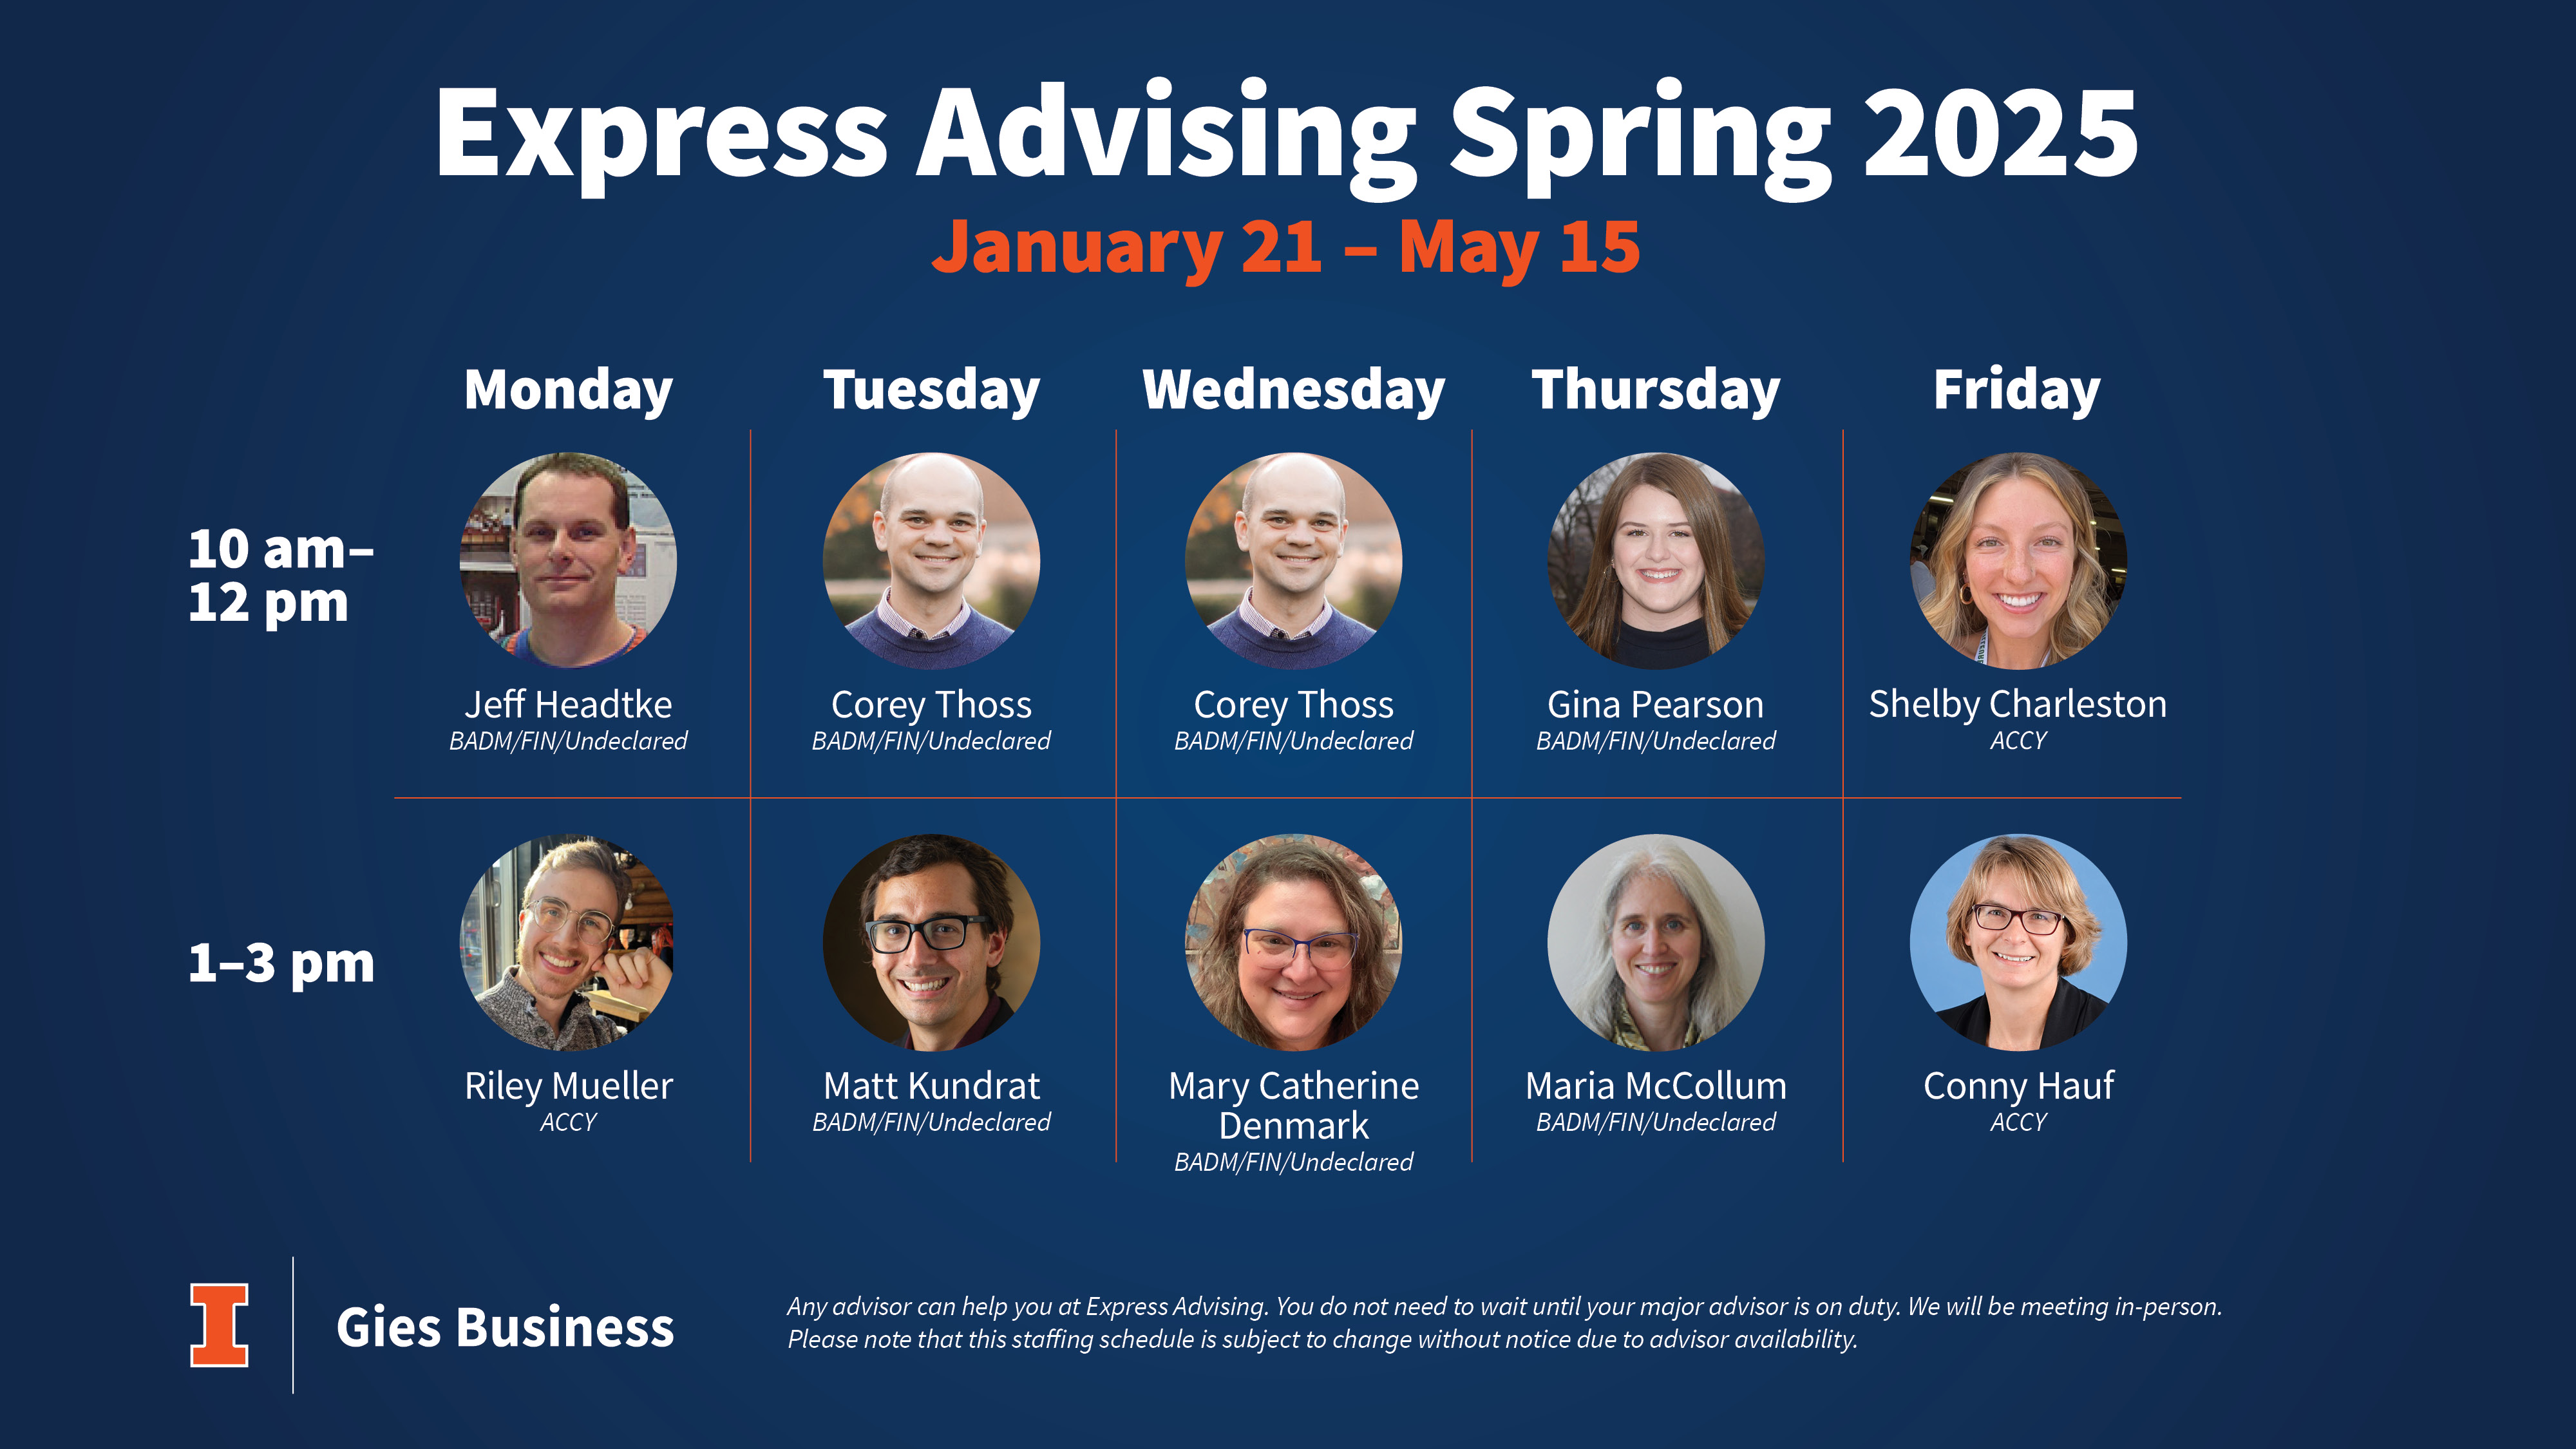 Express Advising Spring 2025
January 21 – May 15
Monday
Tuesday
Wednesday
Thursday
Friday
10 am–
12 pm
Jeff Headtke
BADM/FIN/Undeclared
Corey Thoss
BADM/FIN/Undeclared
Corey Thoss
BADM/FIN/Undeclared
Gina Pearson
BADM/FIN/Undeclared
Shelby Charleston
ACCY
1–3 pm
Riley Mueller
ACCY
Matt Kundrat
BADM/FIN/Undeclared
Mary Catherine
Denmark
BADM/FIN/Undeclared
Maria McCollum
BADM/FIN/Undeclared
Conny Hauf
ACCY
I
Gies Business
Any advisor can help you at Express Advising. You do not need to wait until your major advisor is on duty. We will be meeting in-person.
Please note that this staffing schedule is subject to change without notice due to advisor availability.